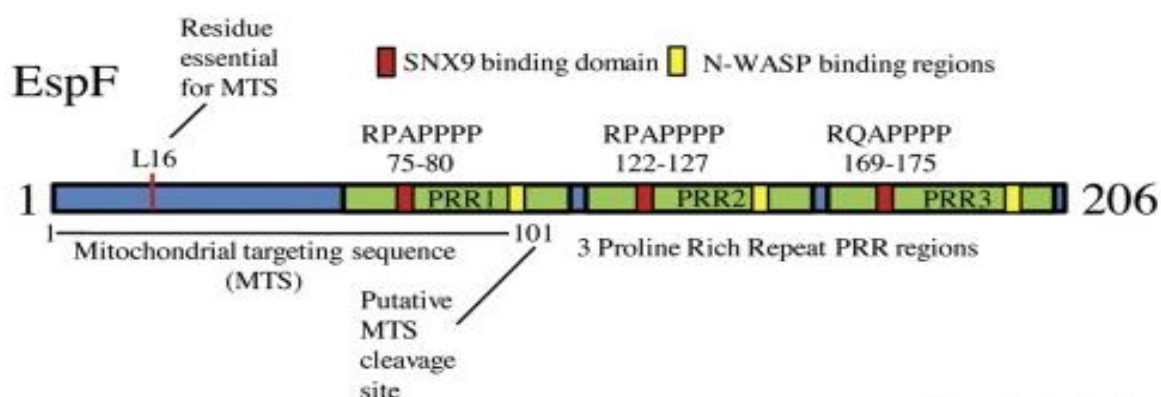 Residue
essential
for MTS
SNX9 binding domain
N-WASP binding regions
EspF
L16
RPAPPPP
75-80
RPAPPPP
122-127
RQAPPPP
169-175
1
PRR1
PRR2
PRR3
206
1
101
Mitochondrial targeting sequence
(MTS)
3 Proline Rich Repeat PRR regions
Putative
MTS
cleavage
site